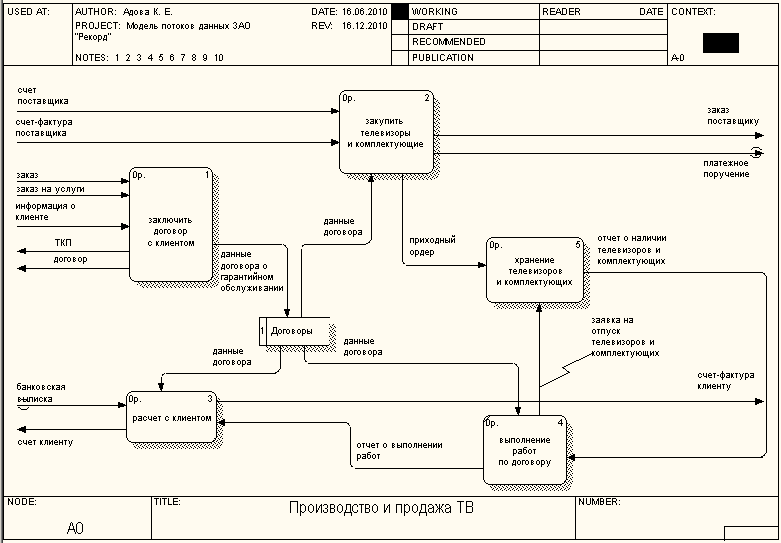 USED AT:
AUTHOR: Адова К. Е.
DATE: 16.06.2010
PROJECT: Модель потоков данных ЗАО
"Рекорд"
REV: 16.12.2010
NOTES: 1 2 3 4 5 6 7 8 9 10
WORKING
DRAFT
RECOMMENDED
PUBLICATION
READER DATE
CONTEXT:
A-0
счет
поставщика
счет-фактура
поставщика
0р. 2
закупить
телевизоры
и комплектующие
заказ
поставщику
платежное
поручение
заказ
заказ на услуги
информация о
клиенте
ТКП
договор
0р. 1
заключить
договор
с клиентом
данные
договора о
гарантийном
обслуживании
данные
договора
приходный
ордер
0р. 5
хранение
телевизоров
и комплектующих
отчет о наличии
телевизоров и
комплектующих
1 Договоры
данные
договора
данные
договора
заявка на
отпуск
телевизоров и
комплектующих
банковская
выписка
счет клиенту
0р. 3
расчет с клиентом
счет-фактура
клиенту
отчет о выполнении
работ
0р. 4
выполнение
работ
по договору
NODE:
A0
TITLE:
Производство и продажа ТВ
NUMBER: